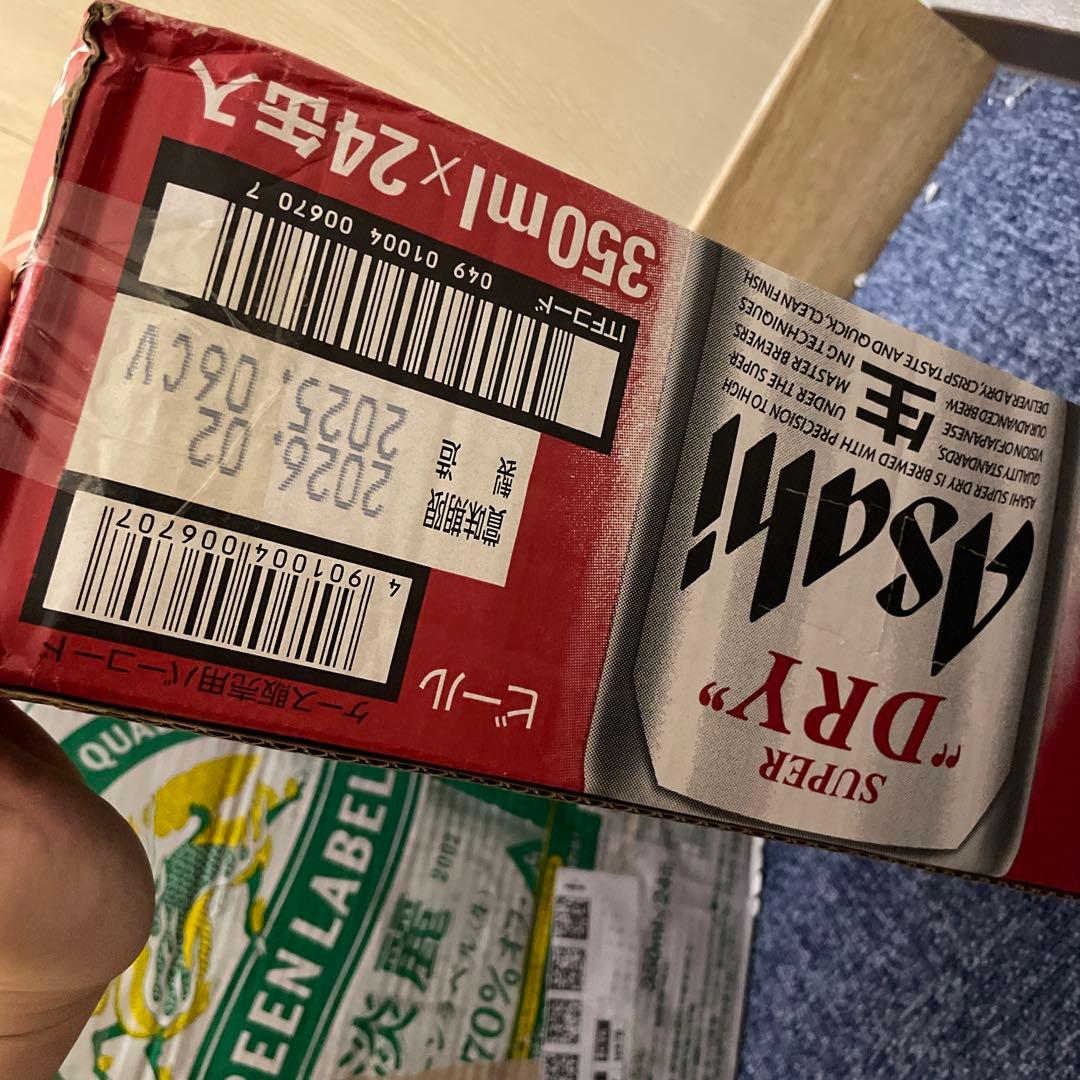 ビール
ケース販売用バーコード
4 901004 006707
賞味期限 2026.02
製造 2025.06CV
ITFコード
049 01004 00670 7
350ml×24缶入
SUPER
"DRY"
Asahi
生
ASAHI SUPER DRY IS BREWED WITH PRECISION TO HIGH
QUALITY STANDARDS, UNDER THE SUPER-
VISION OF JAPANESE MASTER BREWERS
OUR ADVANCED BREW- ING TECHNIQUES
DELIVER A DRY, CRISP TASTE AND QUICK, CLEAN FINISH.
GREEN LABEL
淡麗
2002
70%
350ml×24